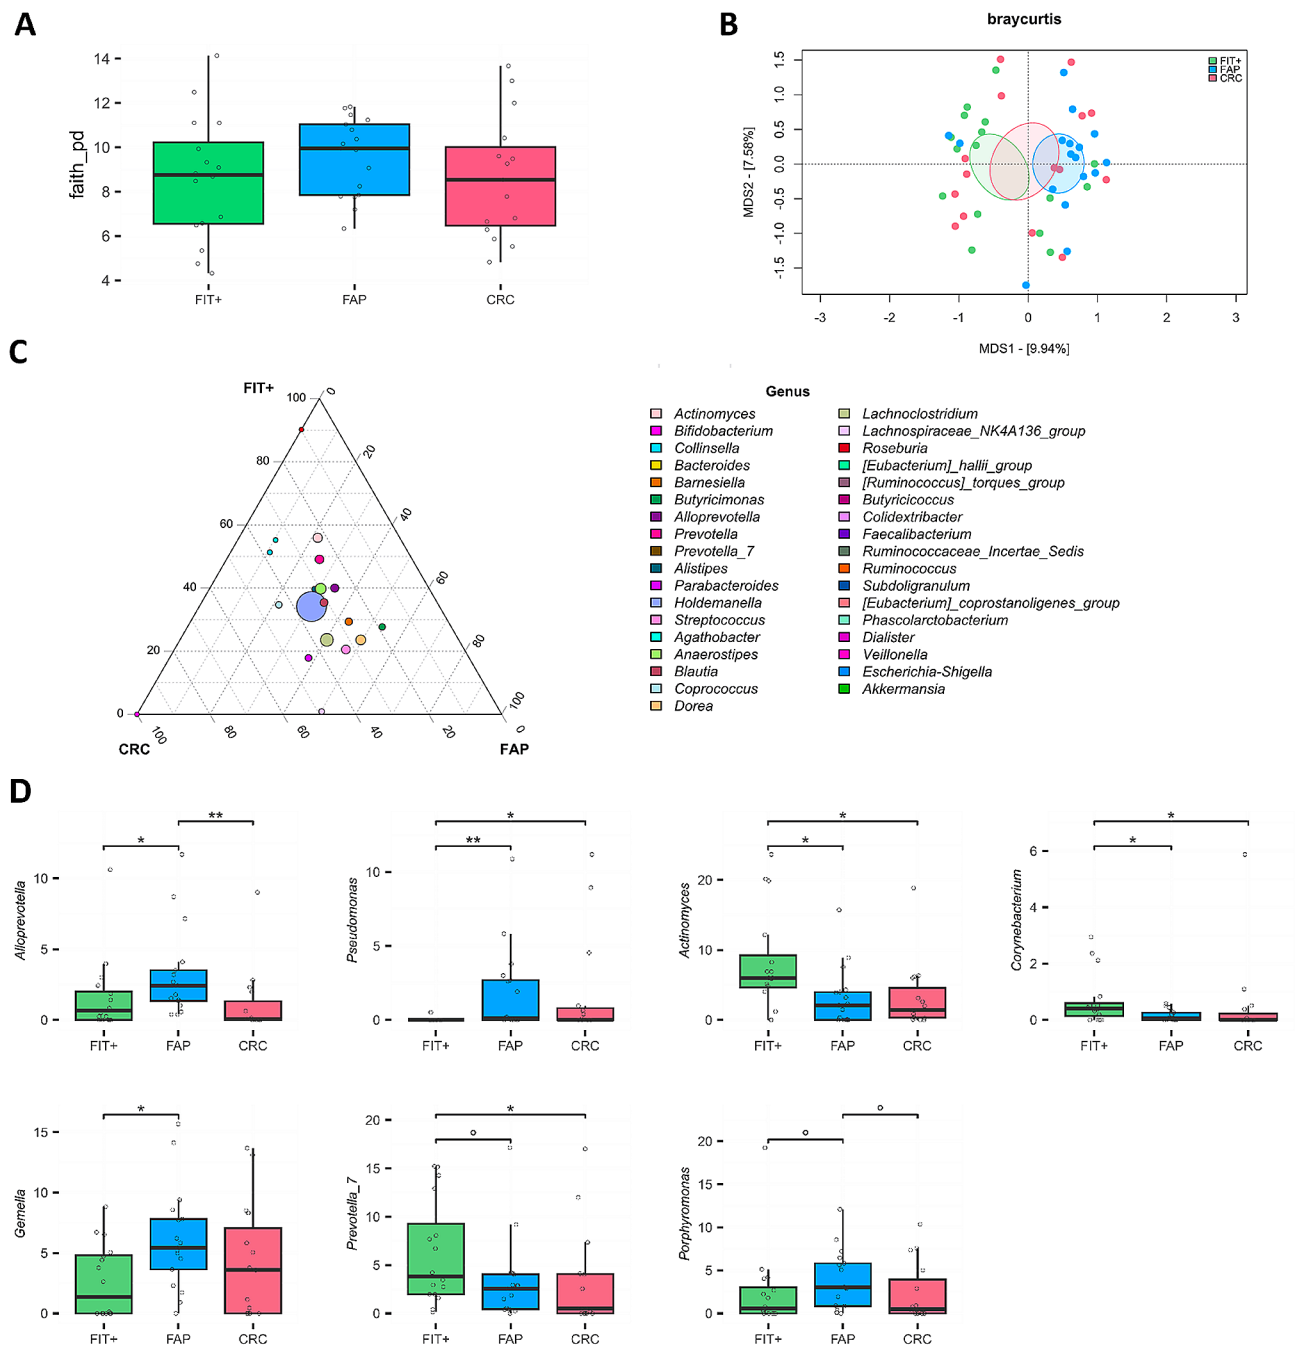 A
faith_pd
14
12
10
8
6
4
FIT+ FAP CRC
B
braycurtis
MDS2 - [7.58%]
1.5
1.0
0.5
0.0
-0.5
-1.0
-1.5
FIT+
FAP
CRC
-3 -2 -1 0 1 2 3
MDS1 - [9.94%]
C
FIT+
100
80
60
40
20
0
0
20
40
60
80
100
100
80
60
40
20
0
CRC
FAP
Genus
Actinomyces
Bifidobacterium
Collinsella
Bacteroides
Barnesiella
Butyricimonas
Alloprevotella
Prevotella
Prevotella_7
Alistipes
Parabacteroides
Holdemanella
Streptococcus
Agathobacter
Anaerostipes
Blautia
Coprococcus
Dorea
Lachnoclostridium
Lachnospiraceae_NK4A136_group
Roseburia
[Eubacterium]_hallii_group
[Ruminococcus]_torques_group
Butyricicoccus
Colidextribacter
Faecalibacterium
Ruminococcaceae_Incertae_Sedis
Ruminococcus
Subdoligranulum
[Eubacterium]_coprostanoligenes_group
Phascolarctobacterium
Dialister
Veillonella
Escherichia-Shigella
Akkermansia
D
Alloprevotella
10
5
0
*
**
FIT+ FAP CRC
Pseudomonas
10
5
0
*
**
FIT+ FAP CRC
Actinomyces
20
10
0
*
*
FIT+ FAP CRC
Corynebacterium
6
4
2
0
*
*
FIT+ FAP CRC
Gemella
15
10
5
0
*
FIT+ FAP CRC
Prevotella_7
20
15
10
5
0
*
°
FIT+ FAP CRC
Porphyromonas
20
15
10
5
0
°
°
FIT+ FAP CRC